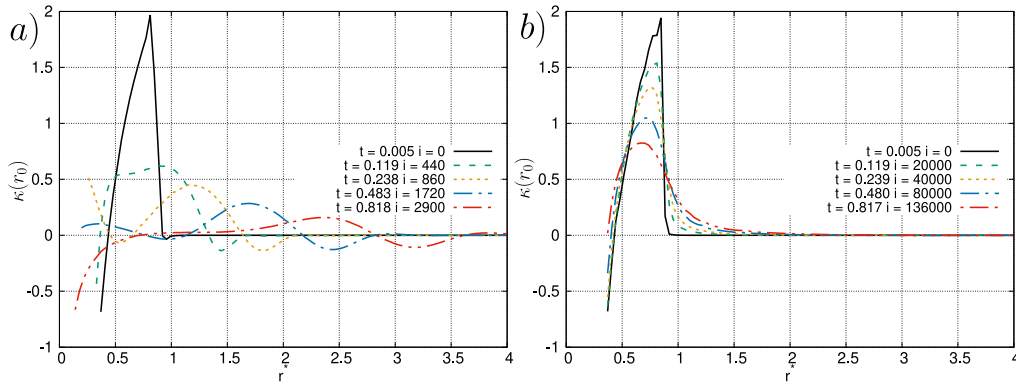 a)
2
1.5
1
0.5
0
-0.5
-1
κ(r₀)
t = 0.005 i = 0
t = 0.119 i = 440
t = 0.238 i = 860
t = 0.483 i = 1720
t = 0.818 i = 2900
0 0.5 1 1.5 2 2.5 3 3.5 4
r*
b)
2
1.5
1
0.5
0
-0.5
-1
κ(r₀)
t = 0.005 i = 0
t = 0.119 i = 20000
t = 0.239 i = 40000
t = 0.480 i = 80000
t = 0.817 i = 136000
0 0.5 1 1.5 2 2.5 3 3.5 4
r*